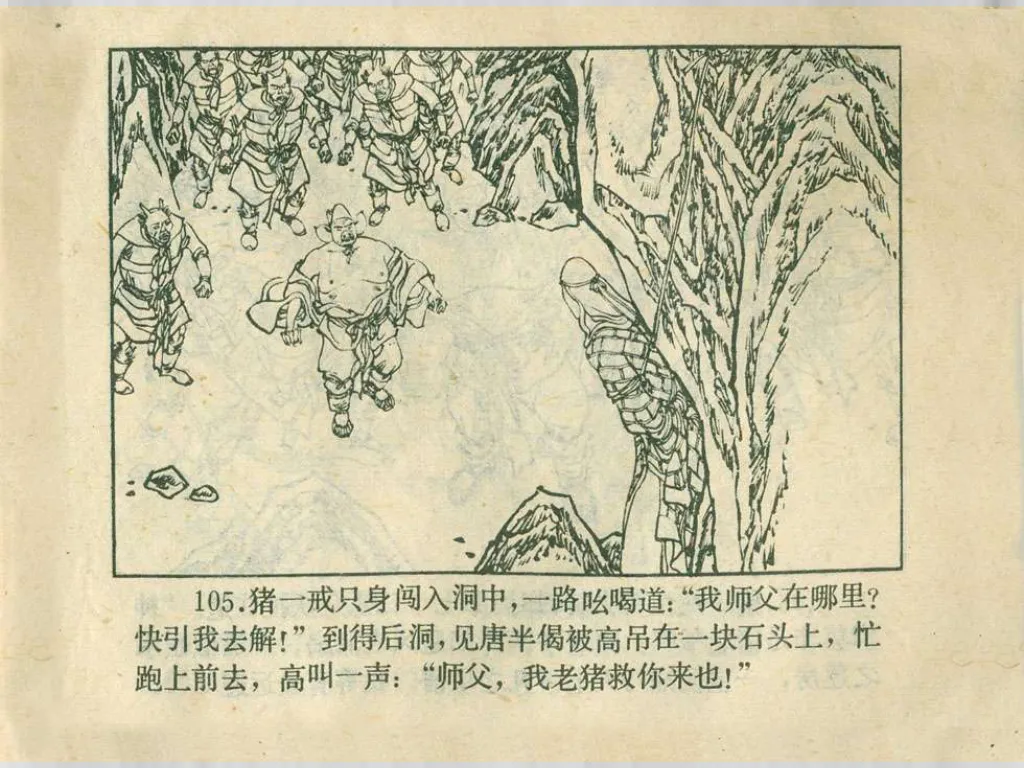 105.猪一戒只身闯入洞中，一路吆喝道：“我师父在哪里？
快引我去解！”到得后洞，见唐半偈被高吊在一块石头上，忙
跑上前去，高叫一声：“师父，我老猪救你来也！”